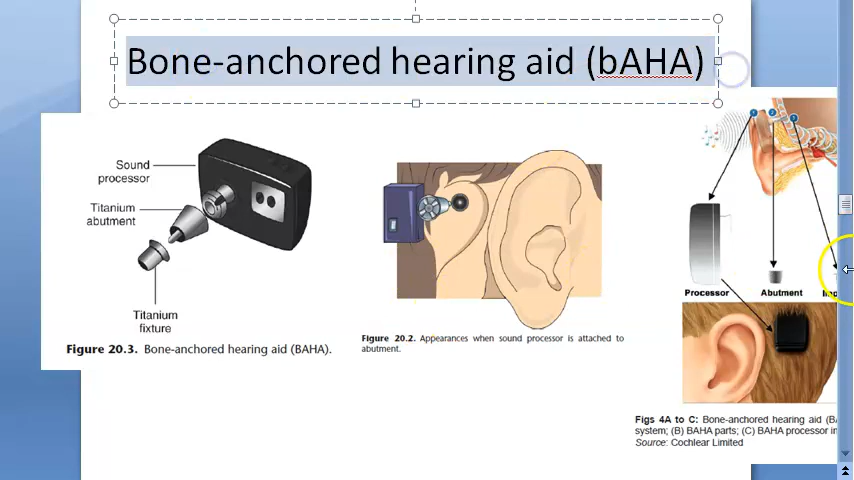 Bone-anchored hearing aid (bAHA)
Sound
processor
Titanium
abutment
Titanium
fixture
Figure 20.3. Bone-anchored hearing aid (BAHA).
Figure 20.2. Appearances when sound processor is attached to
abutment.
Processor
Abutment
Figs 4A to C: Bone-anchored hearing aid (BA
system; (B) BAHA parts; (C) BAHA processor in
Source: Cochlear Limited